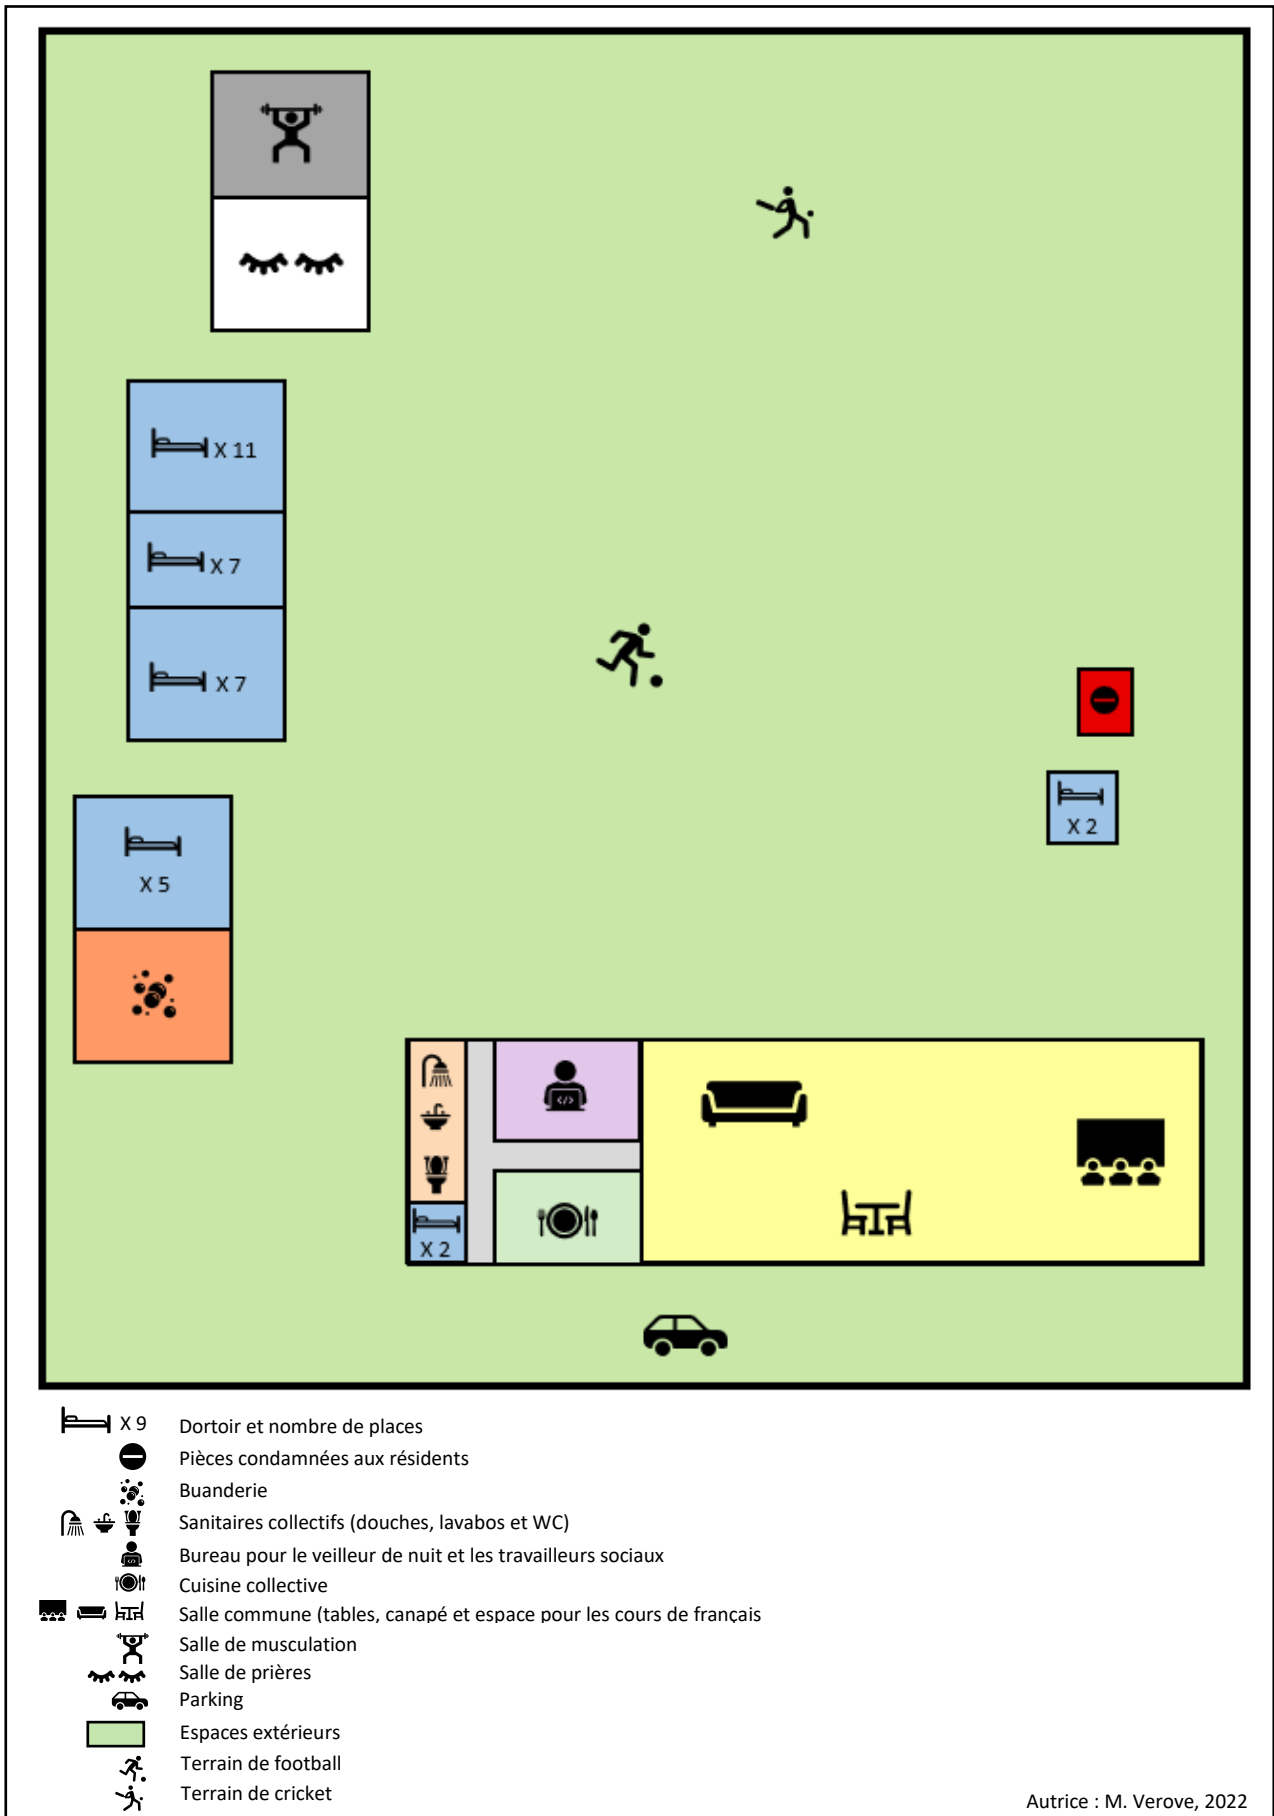 X 11
X 7
X 7
X 2
X 5
</>
X 2
X 9 Dortoir et nombre de places
Pièces condamnées aux résidents
Buanderie
Sanitaires collectifs (douches, lavabos et WC)
Bureau pour le veilleur de nuit et les travailleurs sociaux
Cuisine collective
Salle commune (tables, canapé et espace pour les cours de français
Salle de musculation
Salle de prières
Parking
Espaces extérieurs
Terrain de football
Terrain de cricket
Autrice : M. Verove, 2022